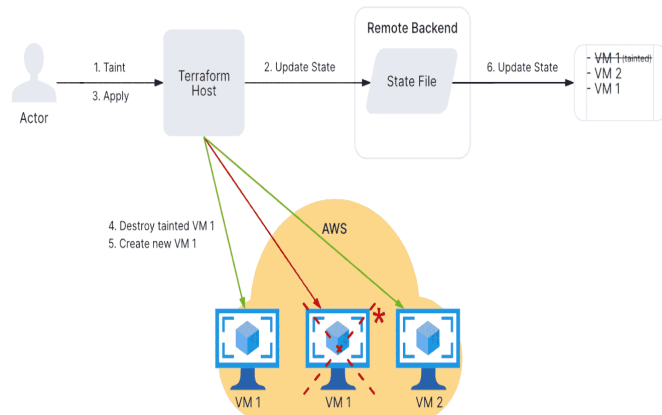 Remote Backend
1. Taint
3. Apply
Actor
Terraform
Host
2. Update State
State File
6. Update State
- VM 1 (tainted)
- VM 2
- VM 1
4. Destroy tainted VM 1
5. Create new VM 1
AWS
*
VM 1
VM 1
VM 2